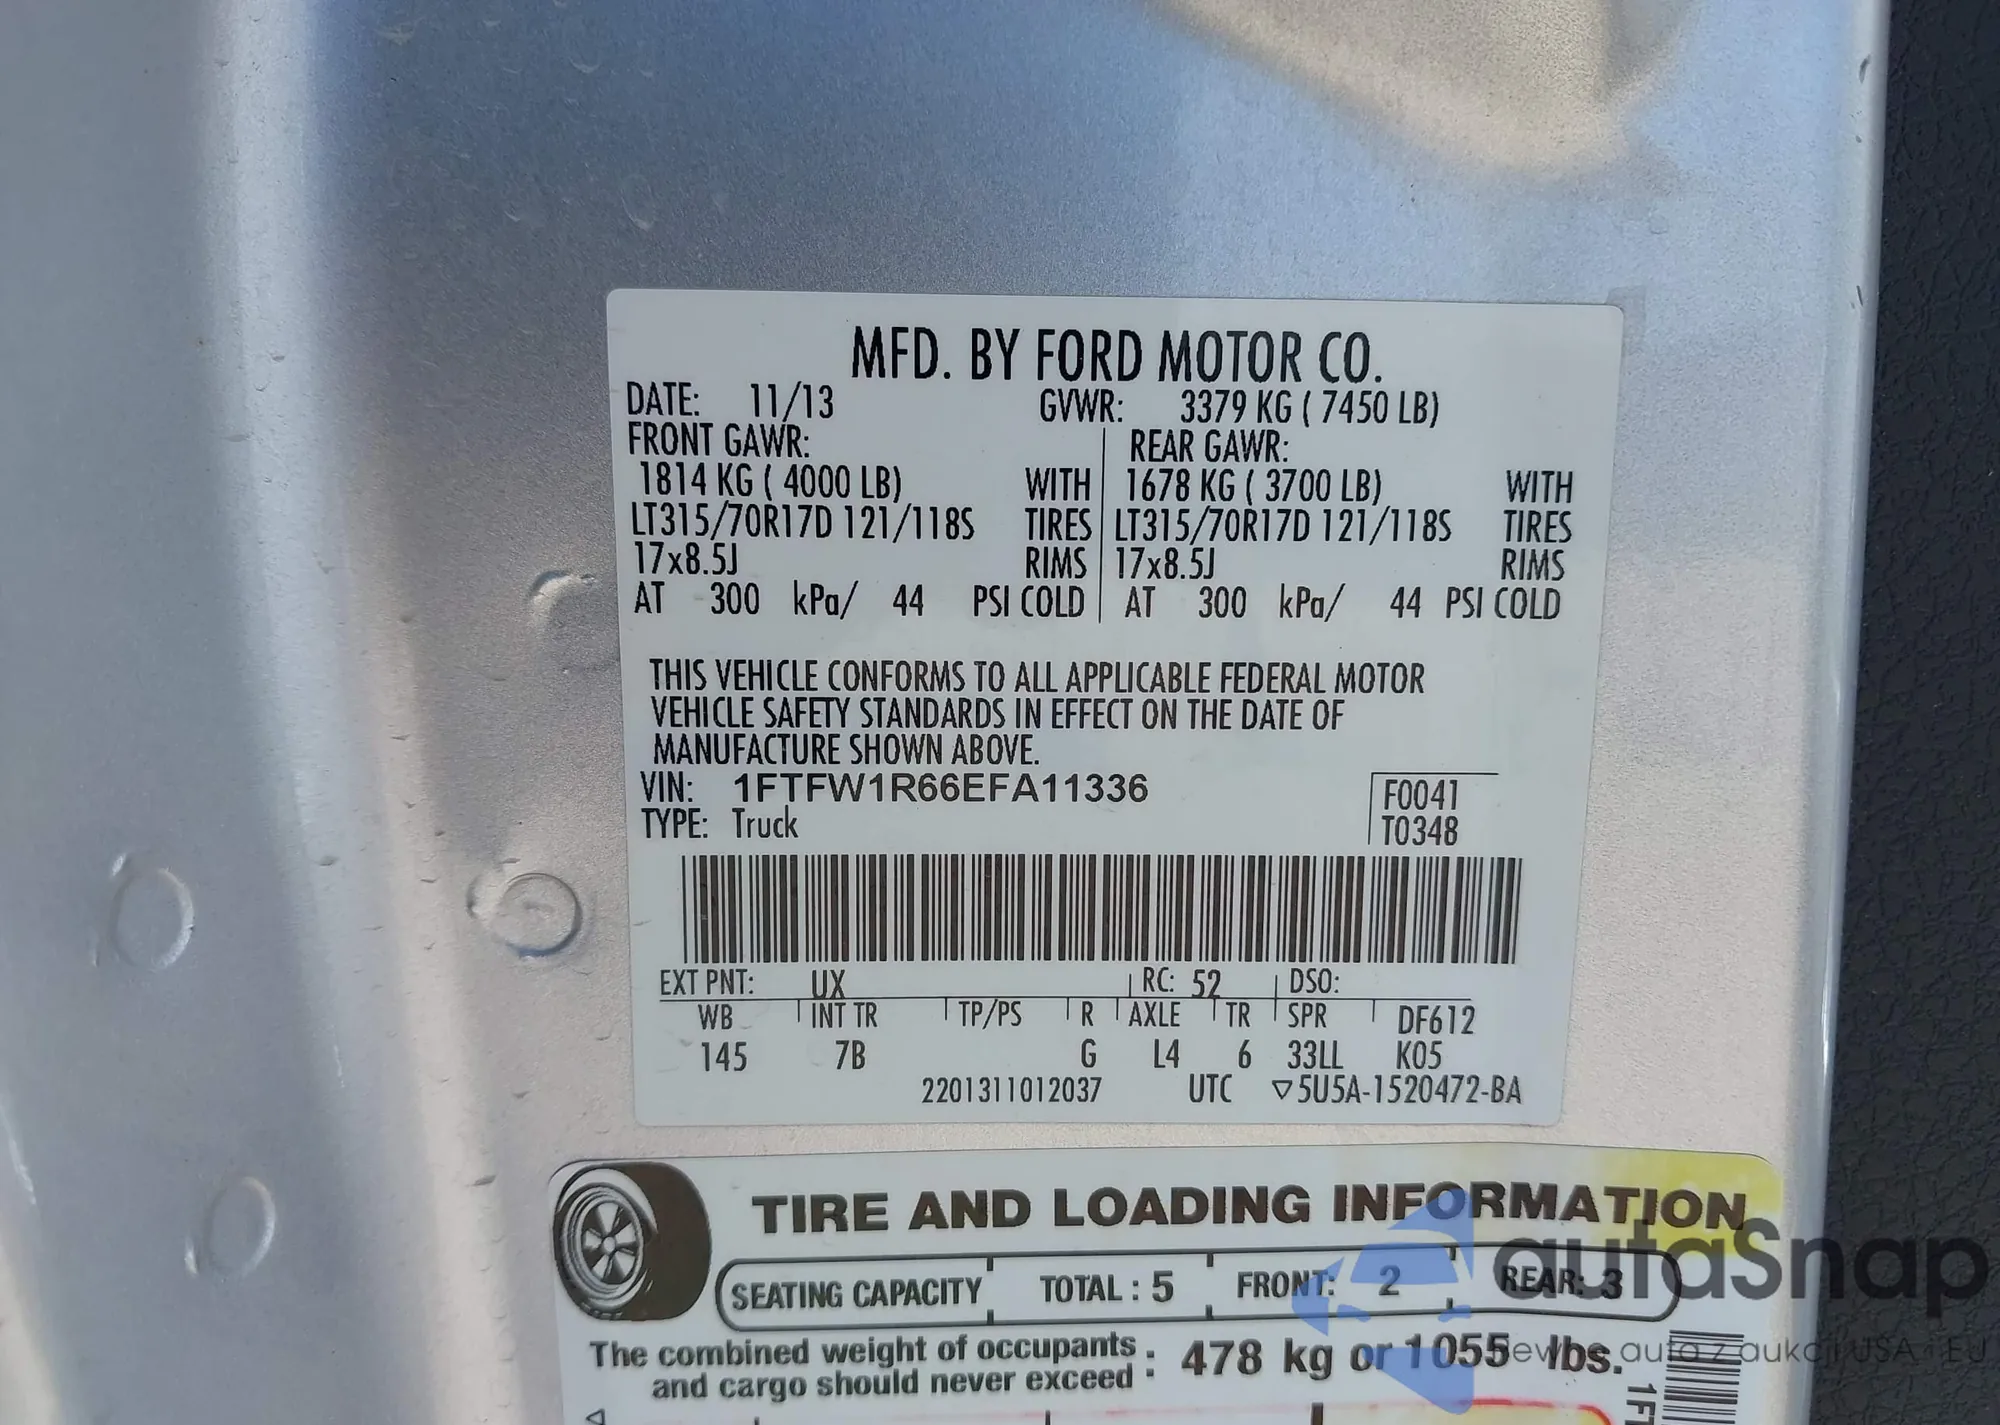 MFD. BY FORD MOTOR CO.
DATE: 11/13 GVWR: 3379 KG ( 7450 LB)
FRONT GAWR: REAR GAWR:
1814 KG ( 4000 LB) WITH 1678 KG ( 3700 LB) WITH
LT315/70R17D 121/118S TIRES LT315/70R17D 121/118S TIRES
17x8.5J RIMS 17x8.5J RIMS
AT 300 kPa/ 44 PSI COLD AT 300 kPa/ 44 PSI COLD
THIS VEHICLE CONFORMS TO ALL APPLICABLE FEDERAL MOTOR
VEHICLE SAFETY STANDARDS IN EFFECT ON THE DATE OF
MANUFACTURE SHOWN ABOVE.
VIN: 1FTFW1R66EFA11336
F0041
TYPE: Truck
T0348
EXT PNT: UX RC: 52 DSO:
WB INT TR TP/PS R AXLE TR SPR DF612
145 7B G L4 6 33LL K05
2201311012037 UTC ▽5U5A-1520472-BA
TIRE AND LOADING INFORMATION
SEATING CAPACITY TOTAL : 5 FRONT: 2 REAR: 3
The combined weight of occupants
and cargo should never exceed : 478 kg or 1055 lbs.
autaSnap
auta z aukcji USA
EU